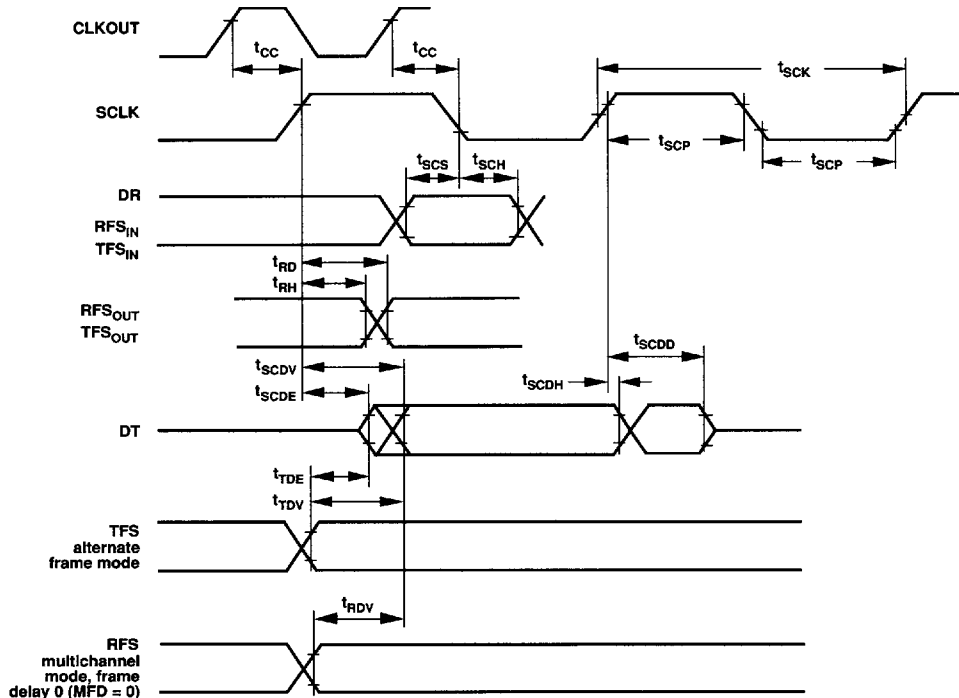 CLKOUT
tCC
tCC
tSCK
SCLK
tSCP
tSCP
tSCS
tSCH
DR
RFSIN
TFSIN
tRD
tRH
RFSOUT
TFSOUT
tSCDV
tSCDD
tSCDE
tSCDH
DT
tTDE
tTDV
TFS
alternate
frame mode
tRDV
RFS
multichannel
mode, frame
delay 0 (MFD = 0)